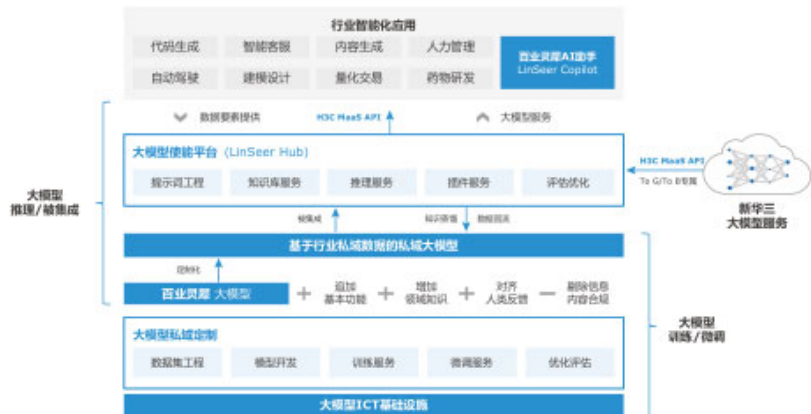 行业智能化应用
代码生成 智能客服 内容生成 人力管理
百业灵犀AI助手
LinSeer Copilot
自动驾驶 建模设计 量化交易 药物研发
数据要素提供 H3C MaaS API 大模型服务
大模型使能平台 (LinSeer Hub)
提示词工程 知识库服务 推理服务 插件服务 评估优化
H3C MaaS API
To G/To B专属
新华三
大模型服务
大模型
推理/被集成
被集成 知识灌输 数据回流
基于行业私域数据的私域大模型
定制化
百业灵犀 大模型
追加
基本功能
增加
领域知识
对齐
人类反馈
剔除信息
内容合规
大模型私域定制
数据集工程 模型开发 训练服务 微调服务 优化评估
大模型
训练/微调
大模型ICT基础设施